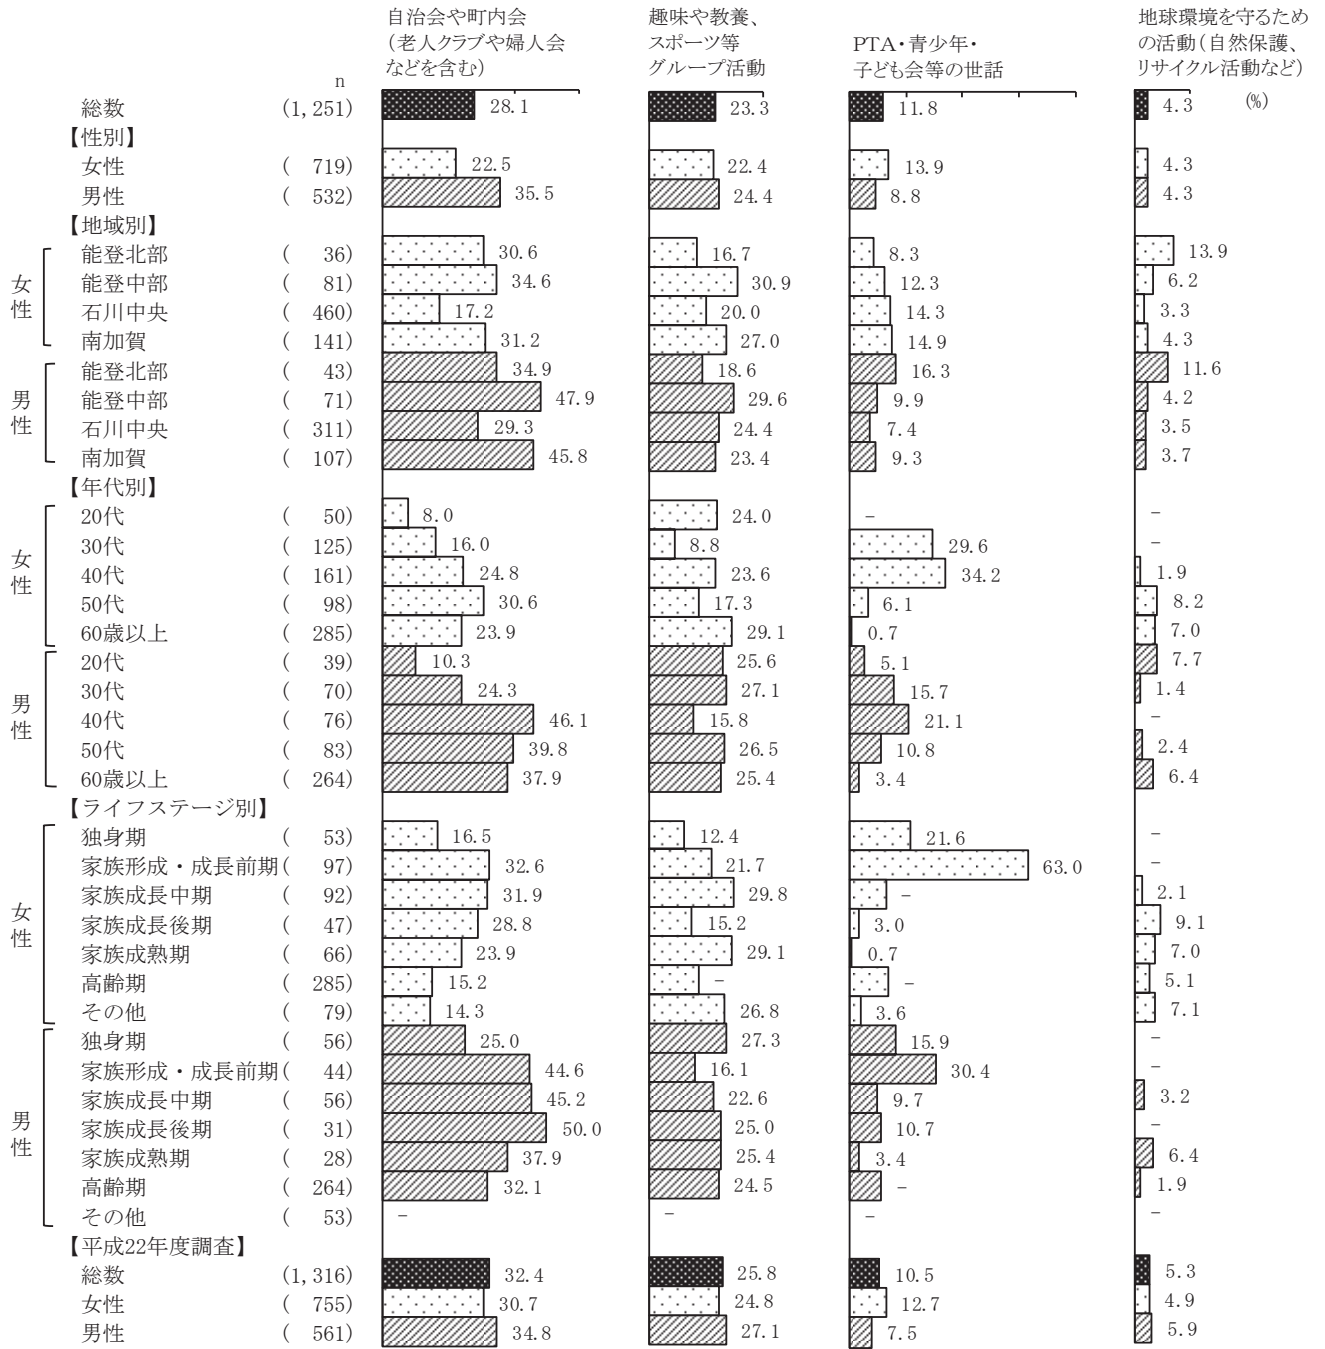 自治会や町内会
(老人クラブや婦人会
などを含む)
趣味や教養、
スポーツ等
グループ活動
PTA・青少年・
子ども会等の世話
地球環境を守るため
の活動(自然保護、
リサイクル活動など)
n
(%)
総数 (1,251) 28.1 23.3 11.8 4.3
【性別】
女性 ( 719) 22.5 22.4 13.9 4.3
男性 ( 532) 35.5 24.4 8.8 4.3
【地域別】
女性
能登北部 ( 36) 30.6 16.7 8.3 13.9
能登中部 ( 81) 34.6 30.9 12.3 6.2
石川中央 ( 460) 17.2 20.0 14.3 3.3
南加賀 ( 141) 31.2 27.0 14.9 4.3
男性
能登北部 ( 43) 34.9 18.6 16.3 11.6
能登中部 ( 71) 47.9 29.6 9.9 4.2
石川中央 ( 311) 29.3 24.4 7.4 3.5
南加賀 ( 107) 45.8 23.4 9.3 3.7
【年代別】
女性
20代 ( 50) 8.0 24.0 - -
30代 ( 125) 16.0 8.8 29.6 -
40代 ( 161) 24.8 23.6 34.2 1.9
50代 ( 98) 30.6 17.3 6.1 8.2
60歳以上 ( 285) 23.9 29.1 0.7 7.0
男性
20代 ( 39) 10.3 25.6 5.1 7.7
30代 ( 70) 24.3 27.1 15.7 1.4
40代 ( 76) 46.1 15.8 21.1 -
50代 ( 83) 39.8 26.5 10.8 2.4
60歳以上 ( 264) 37.9 25.4 3.4 6.4
【ライフステージ別】
女性
独身期 ( 53) 16.5 12.4 21.6 -
家族形成・成長前期( 97) 32.6 21.7 63.0 -
家族成長中期 ( 92) 31.9 29.8 - 2.1
家族成長後期 ( 47) 28.8 15.2 3.0 9.1
家族成熟期 ( 66) 23.9 29.1 0.7 7.0
高齢期 ( 285) 15.2 - - 5.1
その他 ( 79) 14.3 26.8 3.6 7.1
男性
独身期 ( 56) 25.0 27.3 15.9 -
家族形成・成長前期( 44) 44.6 16.1 30.4 -
家族成長中期 ( 56) 45.2 22.6 9.7 3.2
家族成長後期 ( 31) 50.0 25.0 10.7 -
家族成熟期 ( 28) 37.9 25.4 3.4 6.4
高齢期 ( 264) 32.1 24.5 - 1.9
その他 ( 53) - - - -
【平成22年度調査】
総数 (1,316) 32.4 25.8 10.5 5.3
女性 ( 755) 30.7 24.8 12.7 4.9
男性 ( 561) 34.8 27.1 7.5 5.9